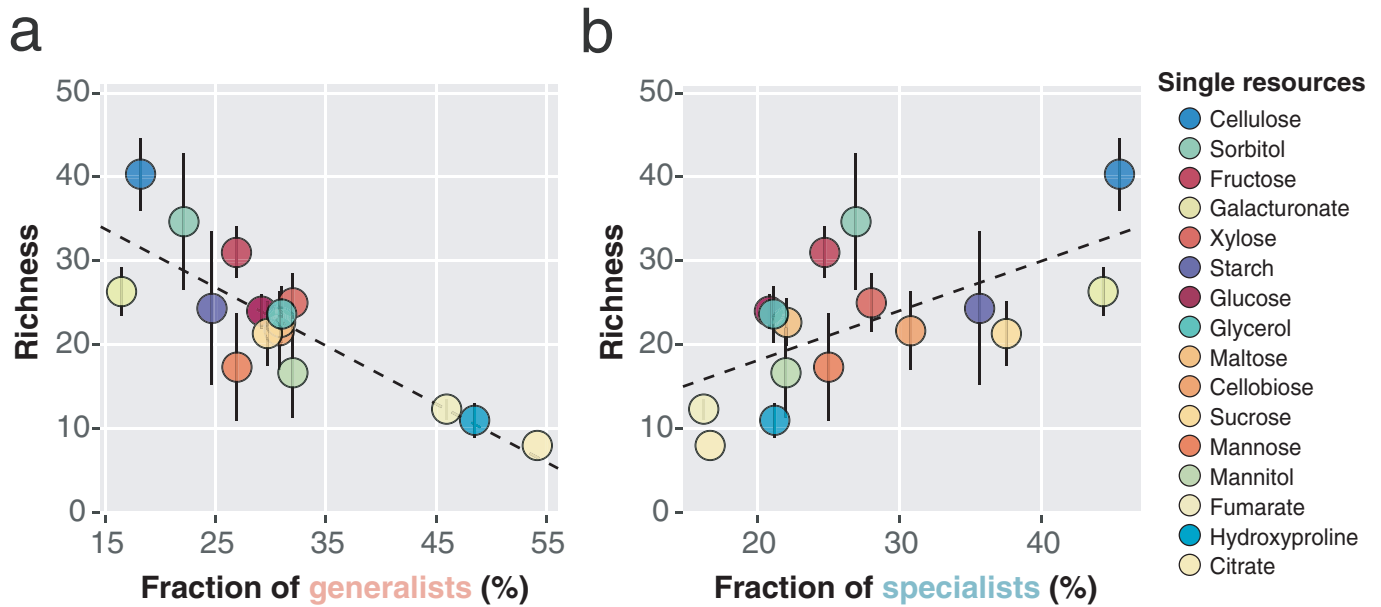 a
b
50
40
30
20
10
0
Richness
15
25
35
45
55
Fraction of generalists (%)
50
40
30
20
10
0
Richness
20
30
40
Fraction of specialists (%)
Single resources
Cellulose
Sorbitol
Fructose
Galacturonate
Xylose
Starch
Glucose
Glycerol
Maltose
Cellobiose
Sucrose
Mannose
Mannitol
Fumarate
Hydroxyproline
Citrate